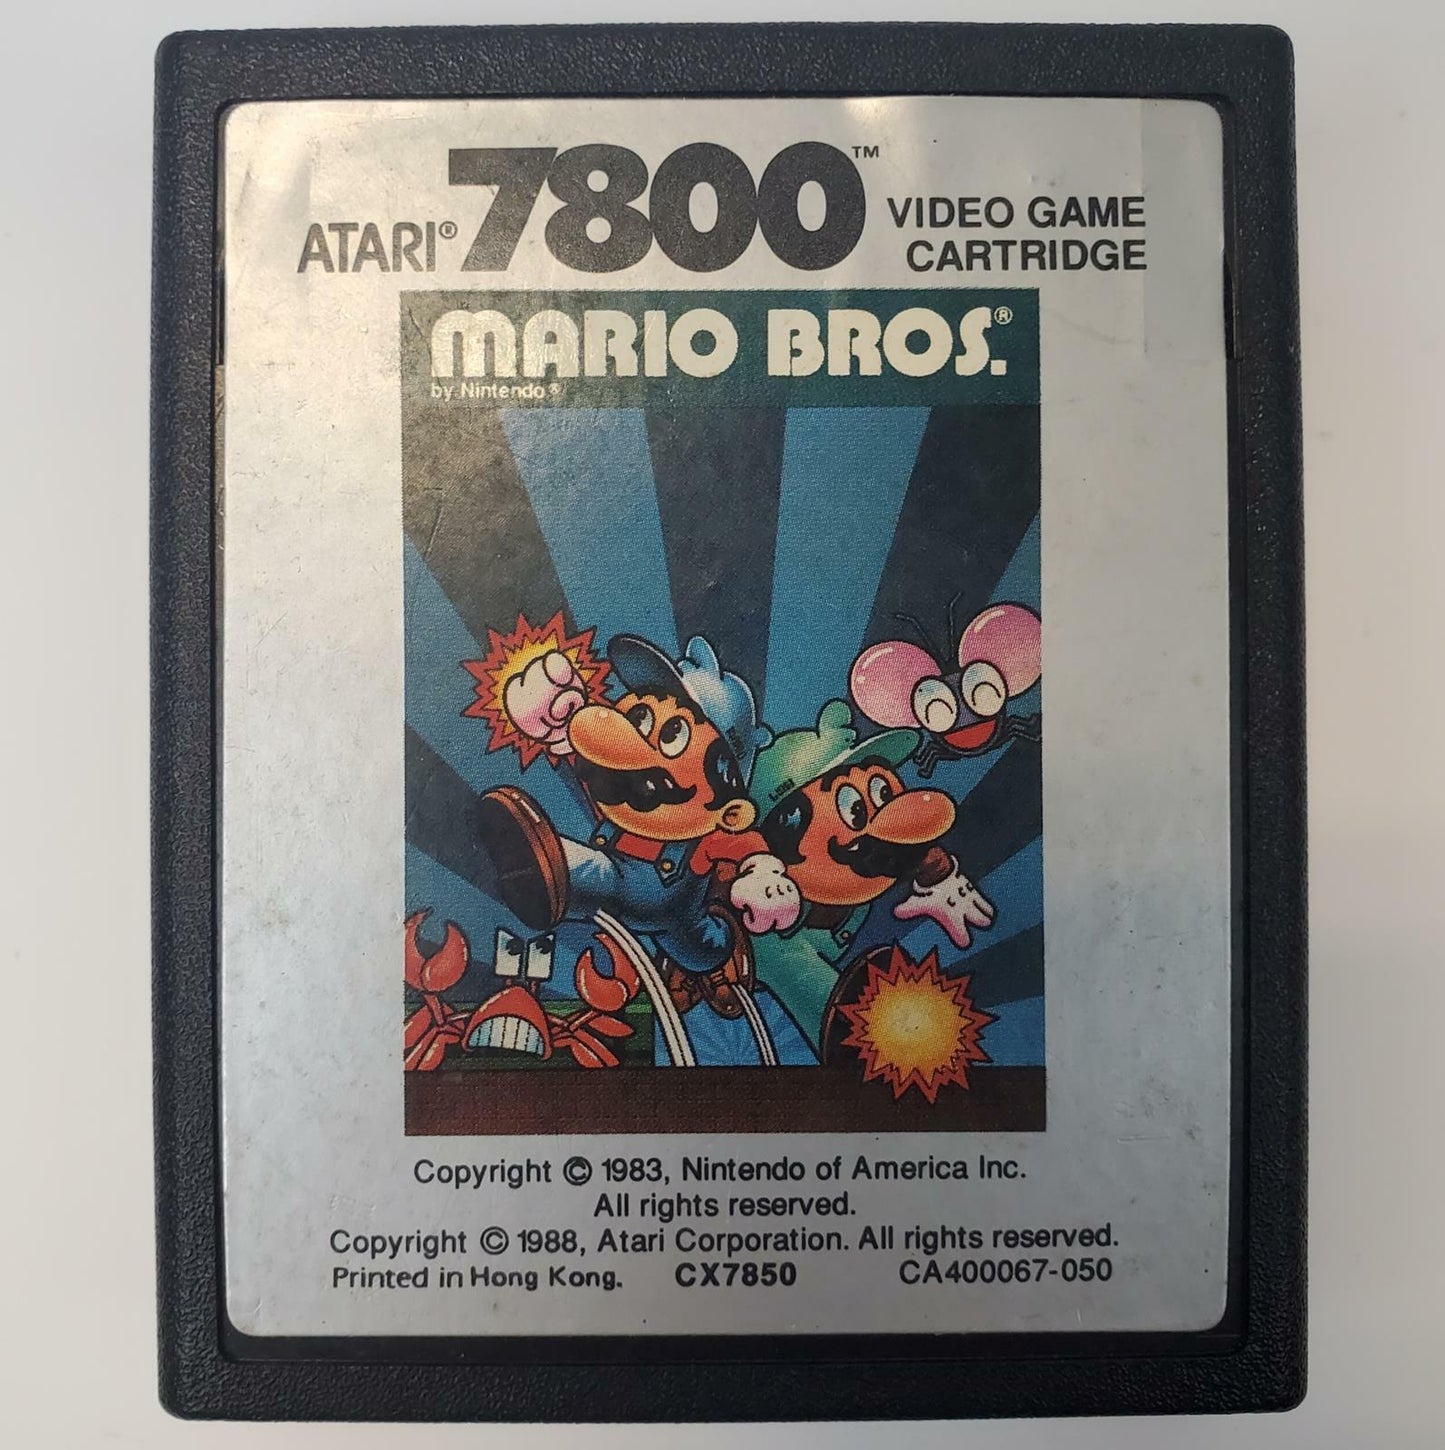 ATARI® 7800™ VIDEO GAME
CARTRIDGE
MARIO BROS.®
by Nintendo®
Copyright © 1983, Nintendo of America Inc.
All rights reserved.
Copyright © 1988, Atari Corporation. All rights reserved.
Printed in Hong Kong. CX7850 CA400067-050